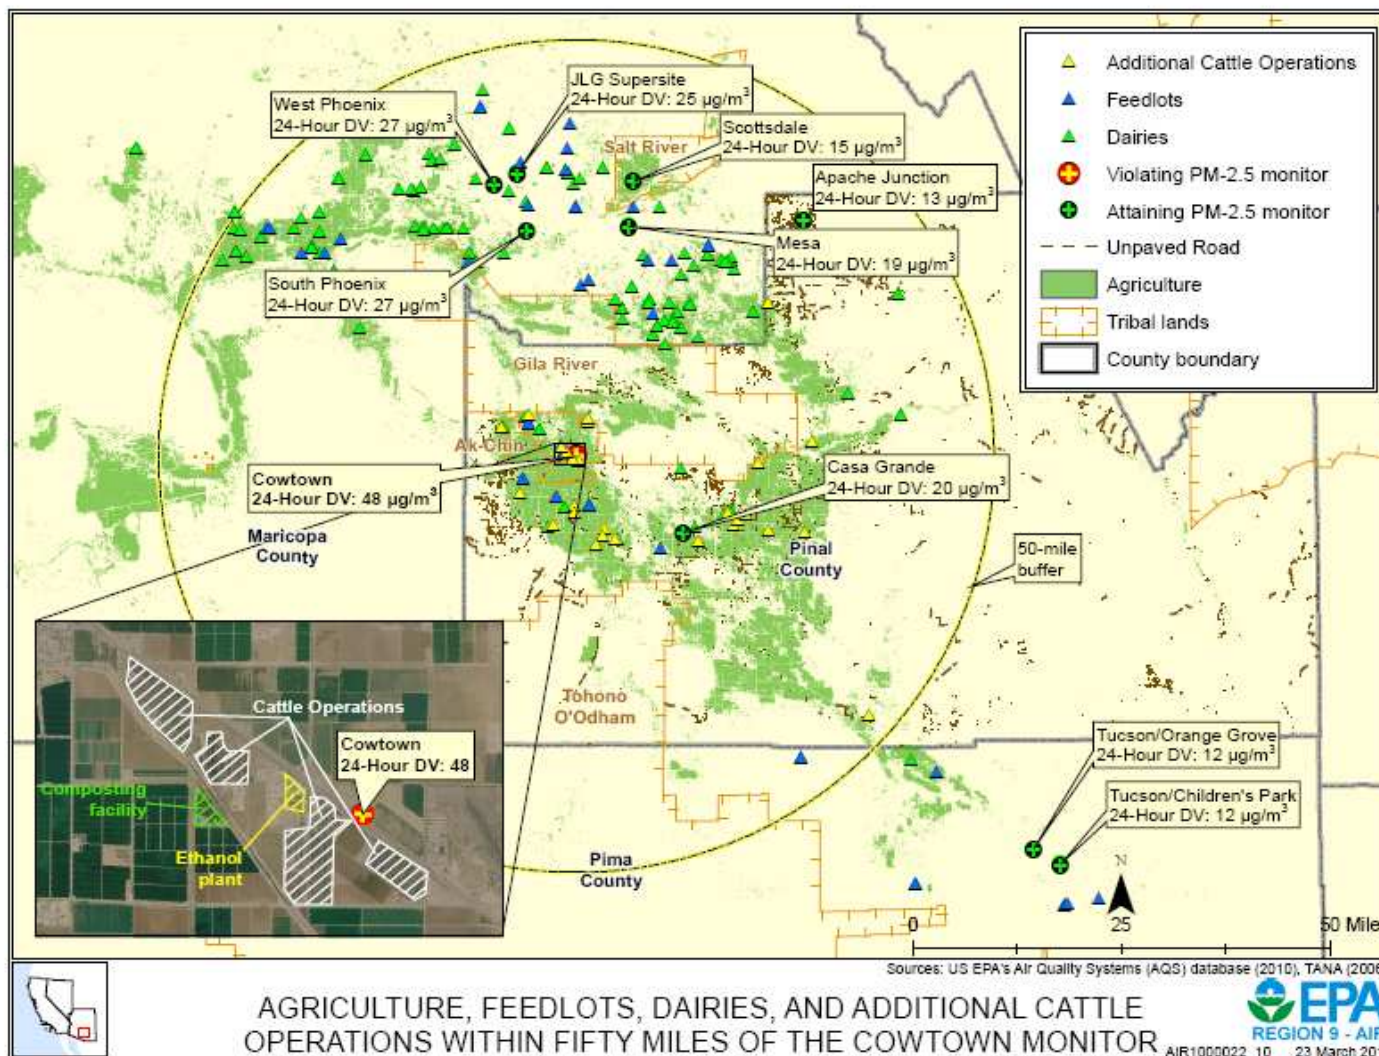 West Phoenix
24-Hour DV: 27 µg/m³
JLG Supersite
24-Hour DV: 25 µg/m³
Scottsdale
24-Hour DV: 15 µg/m³
Salt River
Apache Junction
24-Hour DV: 13 µg/m³
Mesa
24-Hour DV: 19 µg/m³
South Phoenix
24-Hour DV: 27 µg/m³
Additional Cattle Operations
Feedlots
Dairies
Violating PM-2.5 monitor
Attaining PM-2.5 monitor
Unpaved Road
Agriculture
Tribal lands
County boundary
Gila River
Ak-Chin
Cowtown
24-Hour DV: 48 µg/m³
Casa Grande
24-Hour DV: 20 µg/m³
Maricopa
County
Pinal
County
50-mile
buffer
Tohono
O'Odham
Cattle Operations
Cowtown
24-Hour DV: 48
Composting
facility
Ethanol
plant
Pima
County
Tucson/Orange Grove
24-Hour DV: 12 µg/m³
Tucson/Children's Park
24-Hour DV: 12 µg/m³
N
0 25 50 Mile
Sources: US EPA's Air Quality Systems (AQS) database (2010), TANA (2006
AGRICULTURE, FEEDLOTS, DAIRIES, AND ADDITIONAL CATTLE
OPERATIONS WITHIN FIFTY MILES OF THE COWTOWN MONITOR
EPA
REGION 9 - AIR
AIR1000022_10 23 March 201